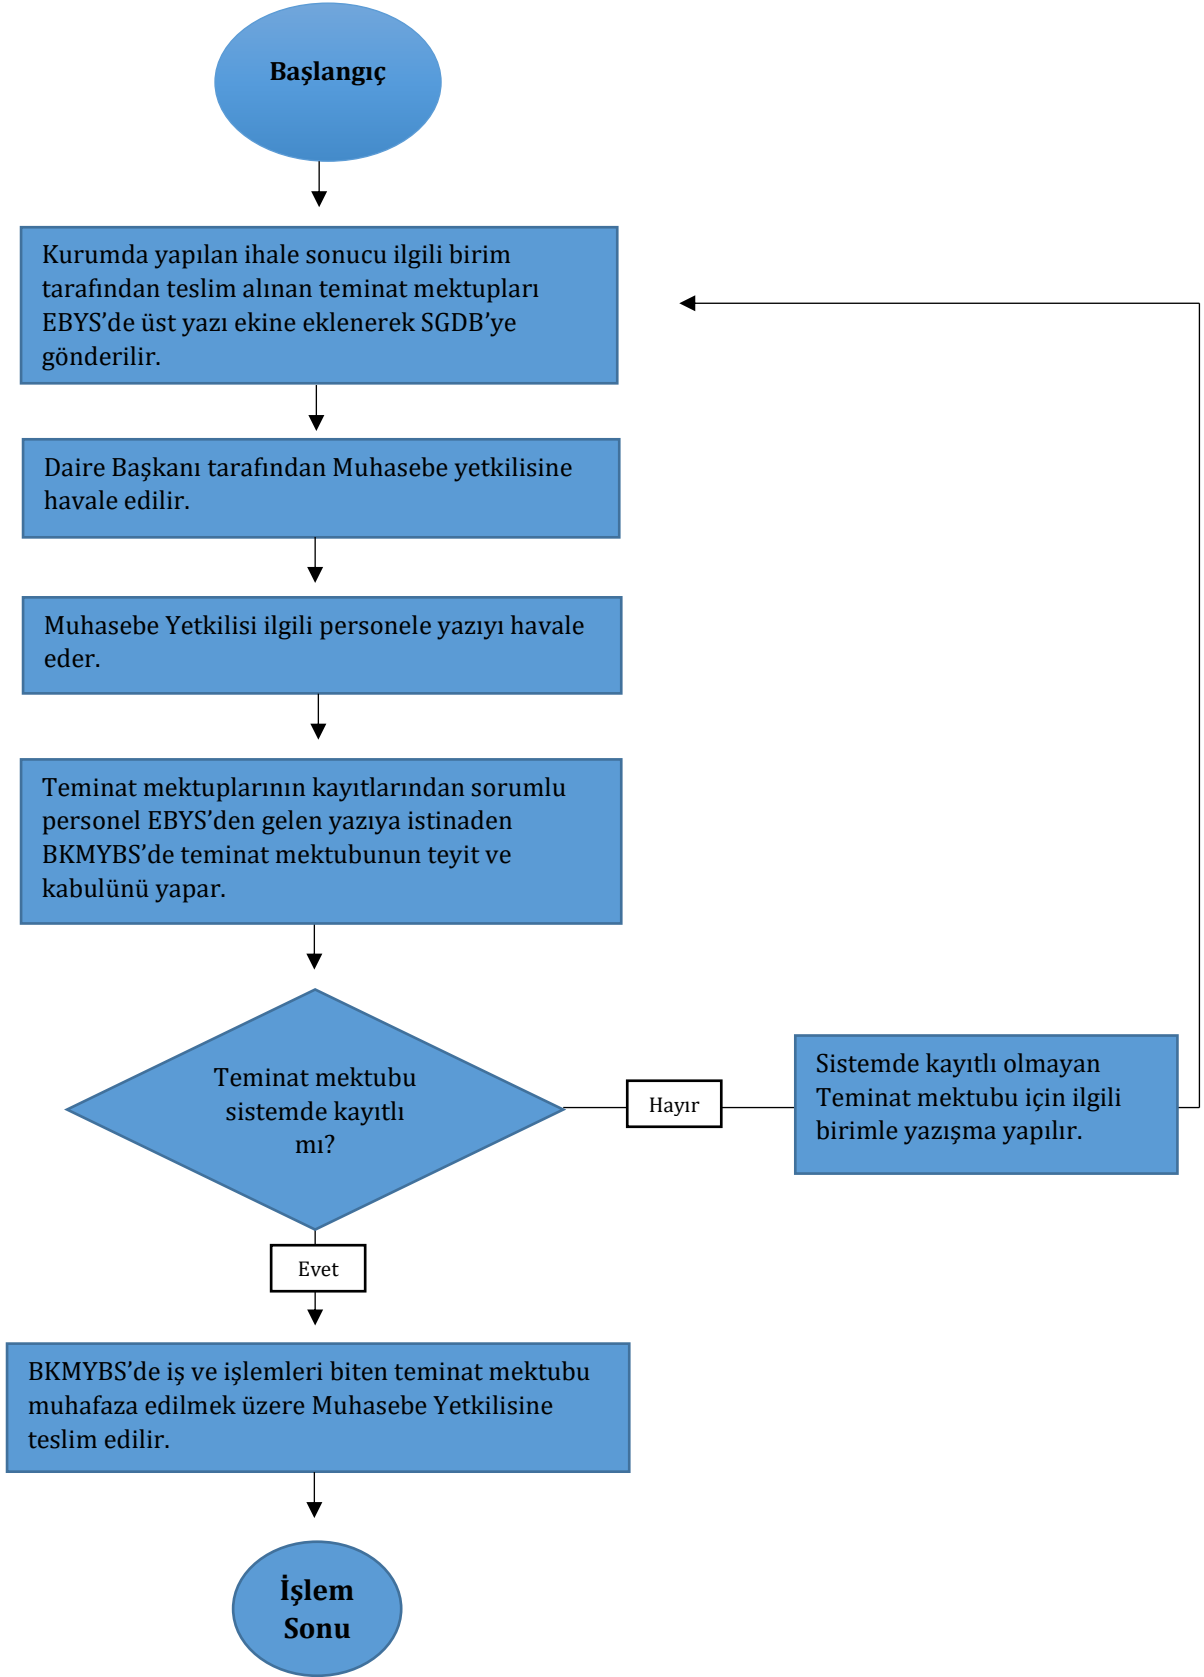 Başlangıç
Kurumda yapılan ihale sonucu ilgili birim
tarafından teslim alınan teminat mektupları
EBYS’de üst yazı ekine eklenerek SGDB’ye
gönderilir.
Daire Başkanı tarafından Muhasebe yetkilisine
havale edilir.
Muhasebe Yetkilisi ilgili personele yazıyı havale
eder.
Teminat mektuplarının kayıtlarından sorumlu
personel EBYS’den gelen yazıya istinaden
BKMYBS’de teminat mektubunun teyit ve
kabulünü yapar.
Teminat mektubu
sistemde kayıtlı
mı?
Hayır
Sistemde kayıtlı olmayan
Teminat mektubu için ilgili
birimle yazışma yapılır.
Evet
BKMYBS’de iş ve işlemleri biten teminat mektubu
muhafaza edilmek üzere Muhasebe Yetkilisine
teslim edilir.
İşlem
Sonu